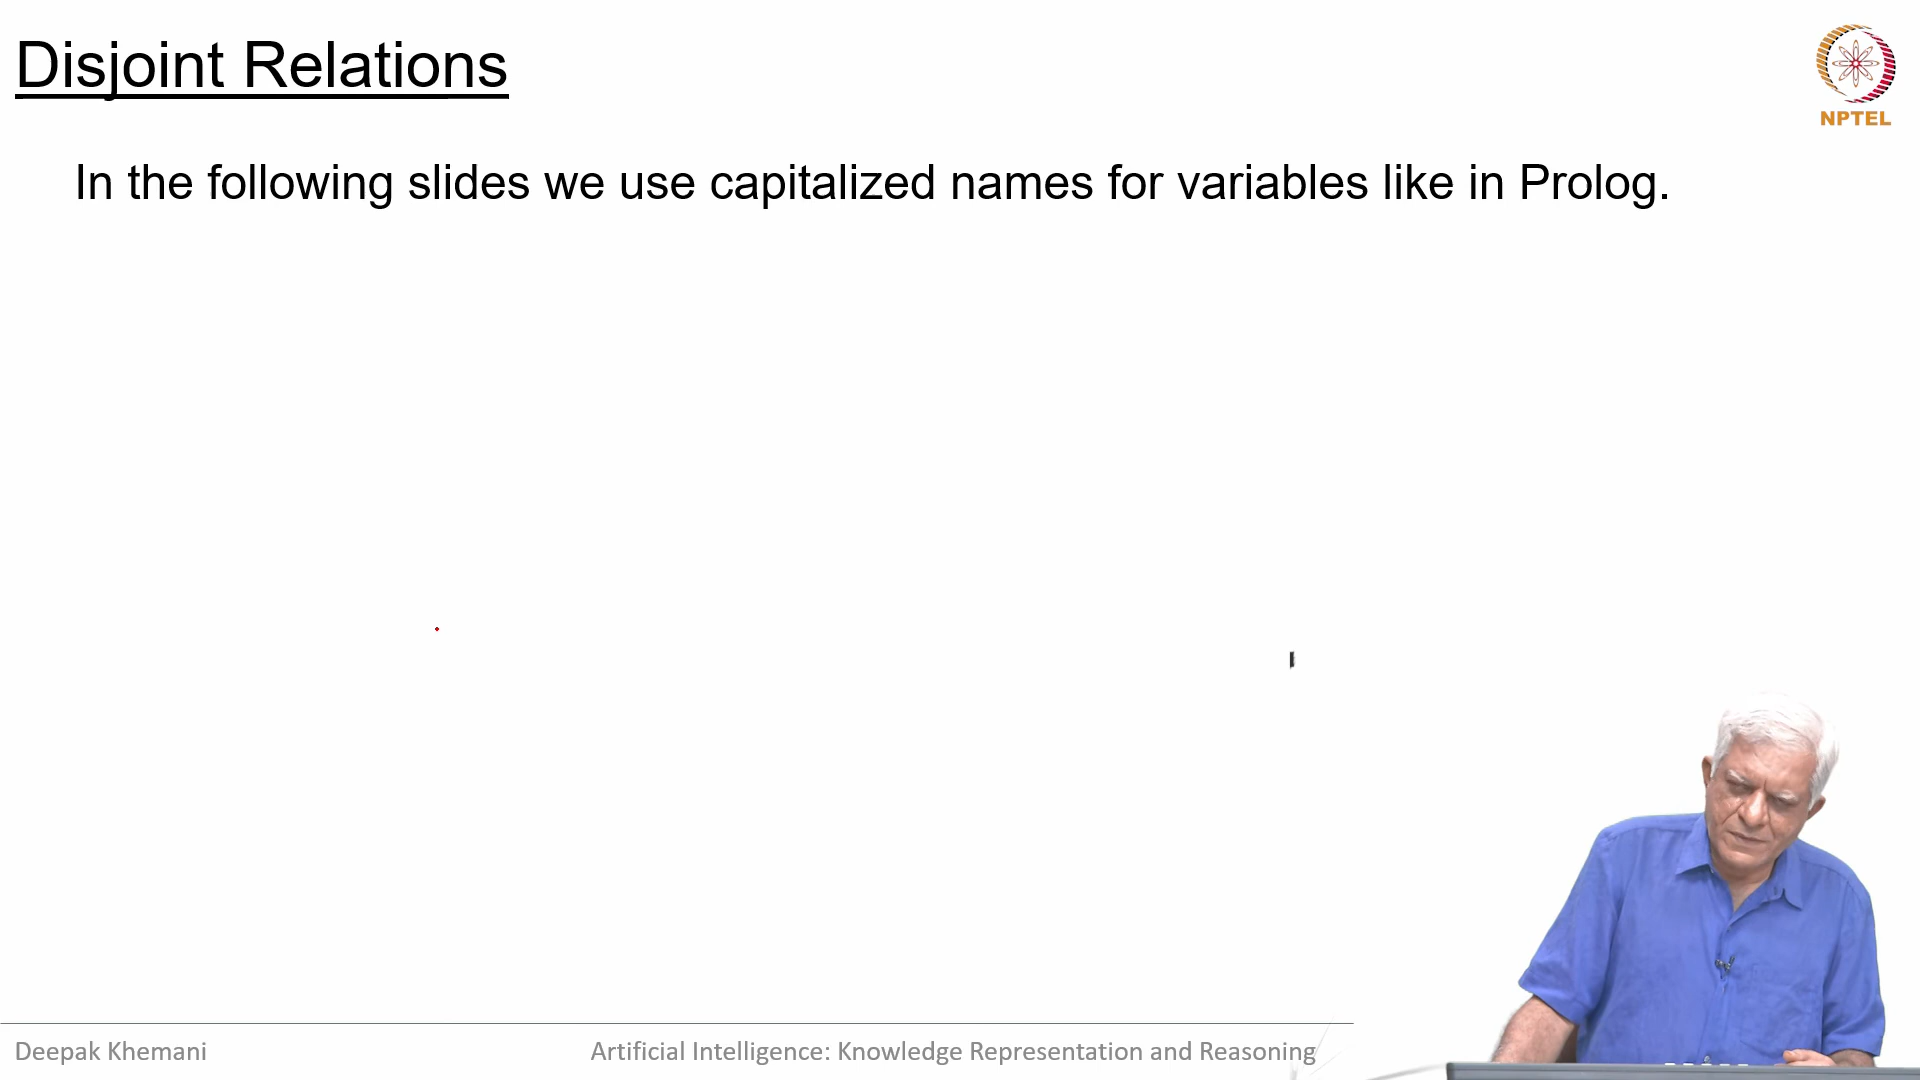 Disjoint Relations
NPTEL
In the following slides we use capitalized names for variables like in Prolog.
Deepak Khemani
Artificial Intelligence: Knowledge Representation and Reasoning